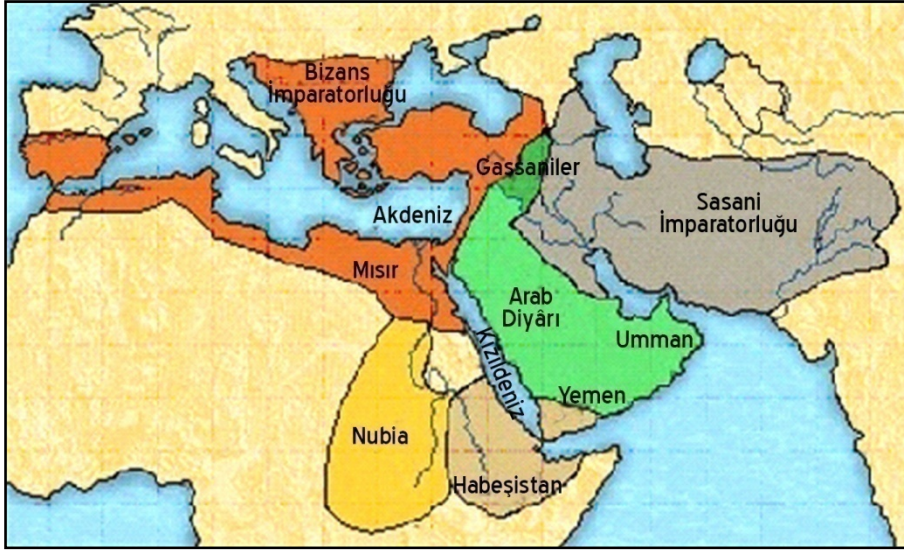 Bizans
İmparatorluğu
Gassaniler
Sasani
İmparatorluğu
Akdeniz
Mısır
Arab
Diyârı
Umman
Kızıldeniz
Yemen
Nubia
Habeşistan